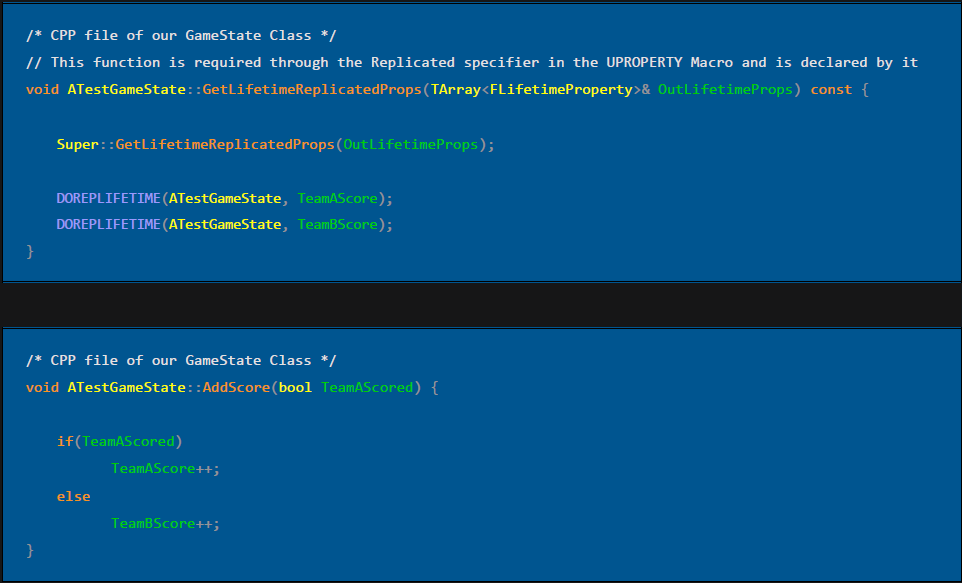 /* CPP file of our GameState Class */
// This function is required through the Replicated specifier in the UPROPERTY Macro and is declared by it
void ATestGameState::GetLifetimeReplicatedProps(TArray<FLifetimeProperty>& OutLifetimeProps) const {
Super::GetLifetimeReplicatedProps(OutLifetimeProps);
DOREPLIFETIME(ATestGameState, TeamAScore);
DOREPLIFETIME(ATestGameState, TeamBScore);
}
/* CPP file of our GameState Class */
void ATestGameState::AddScore(bool TeamAScored) {
if(TeamAScored)
TeamAScore++;
else
TeamBScore++;
}